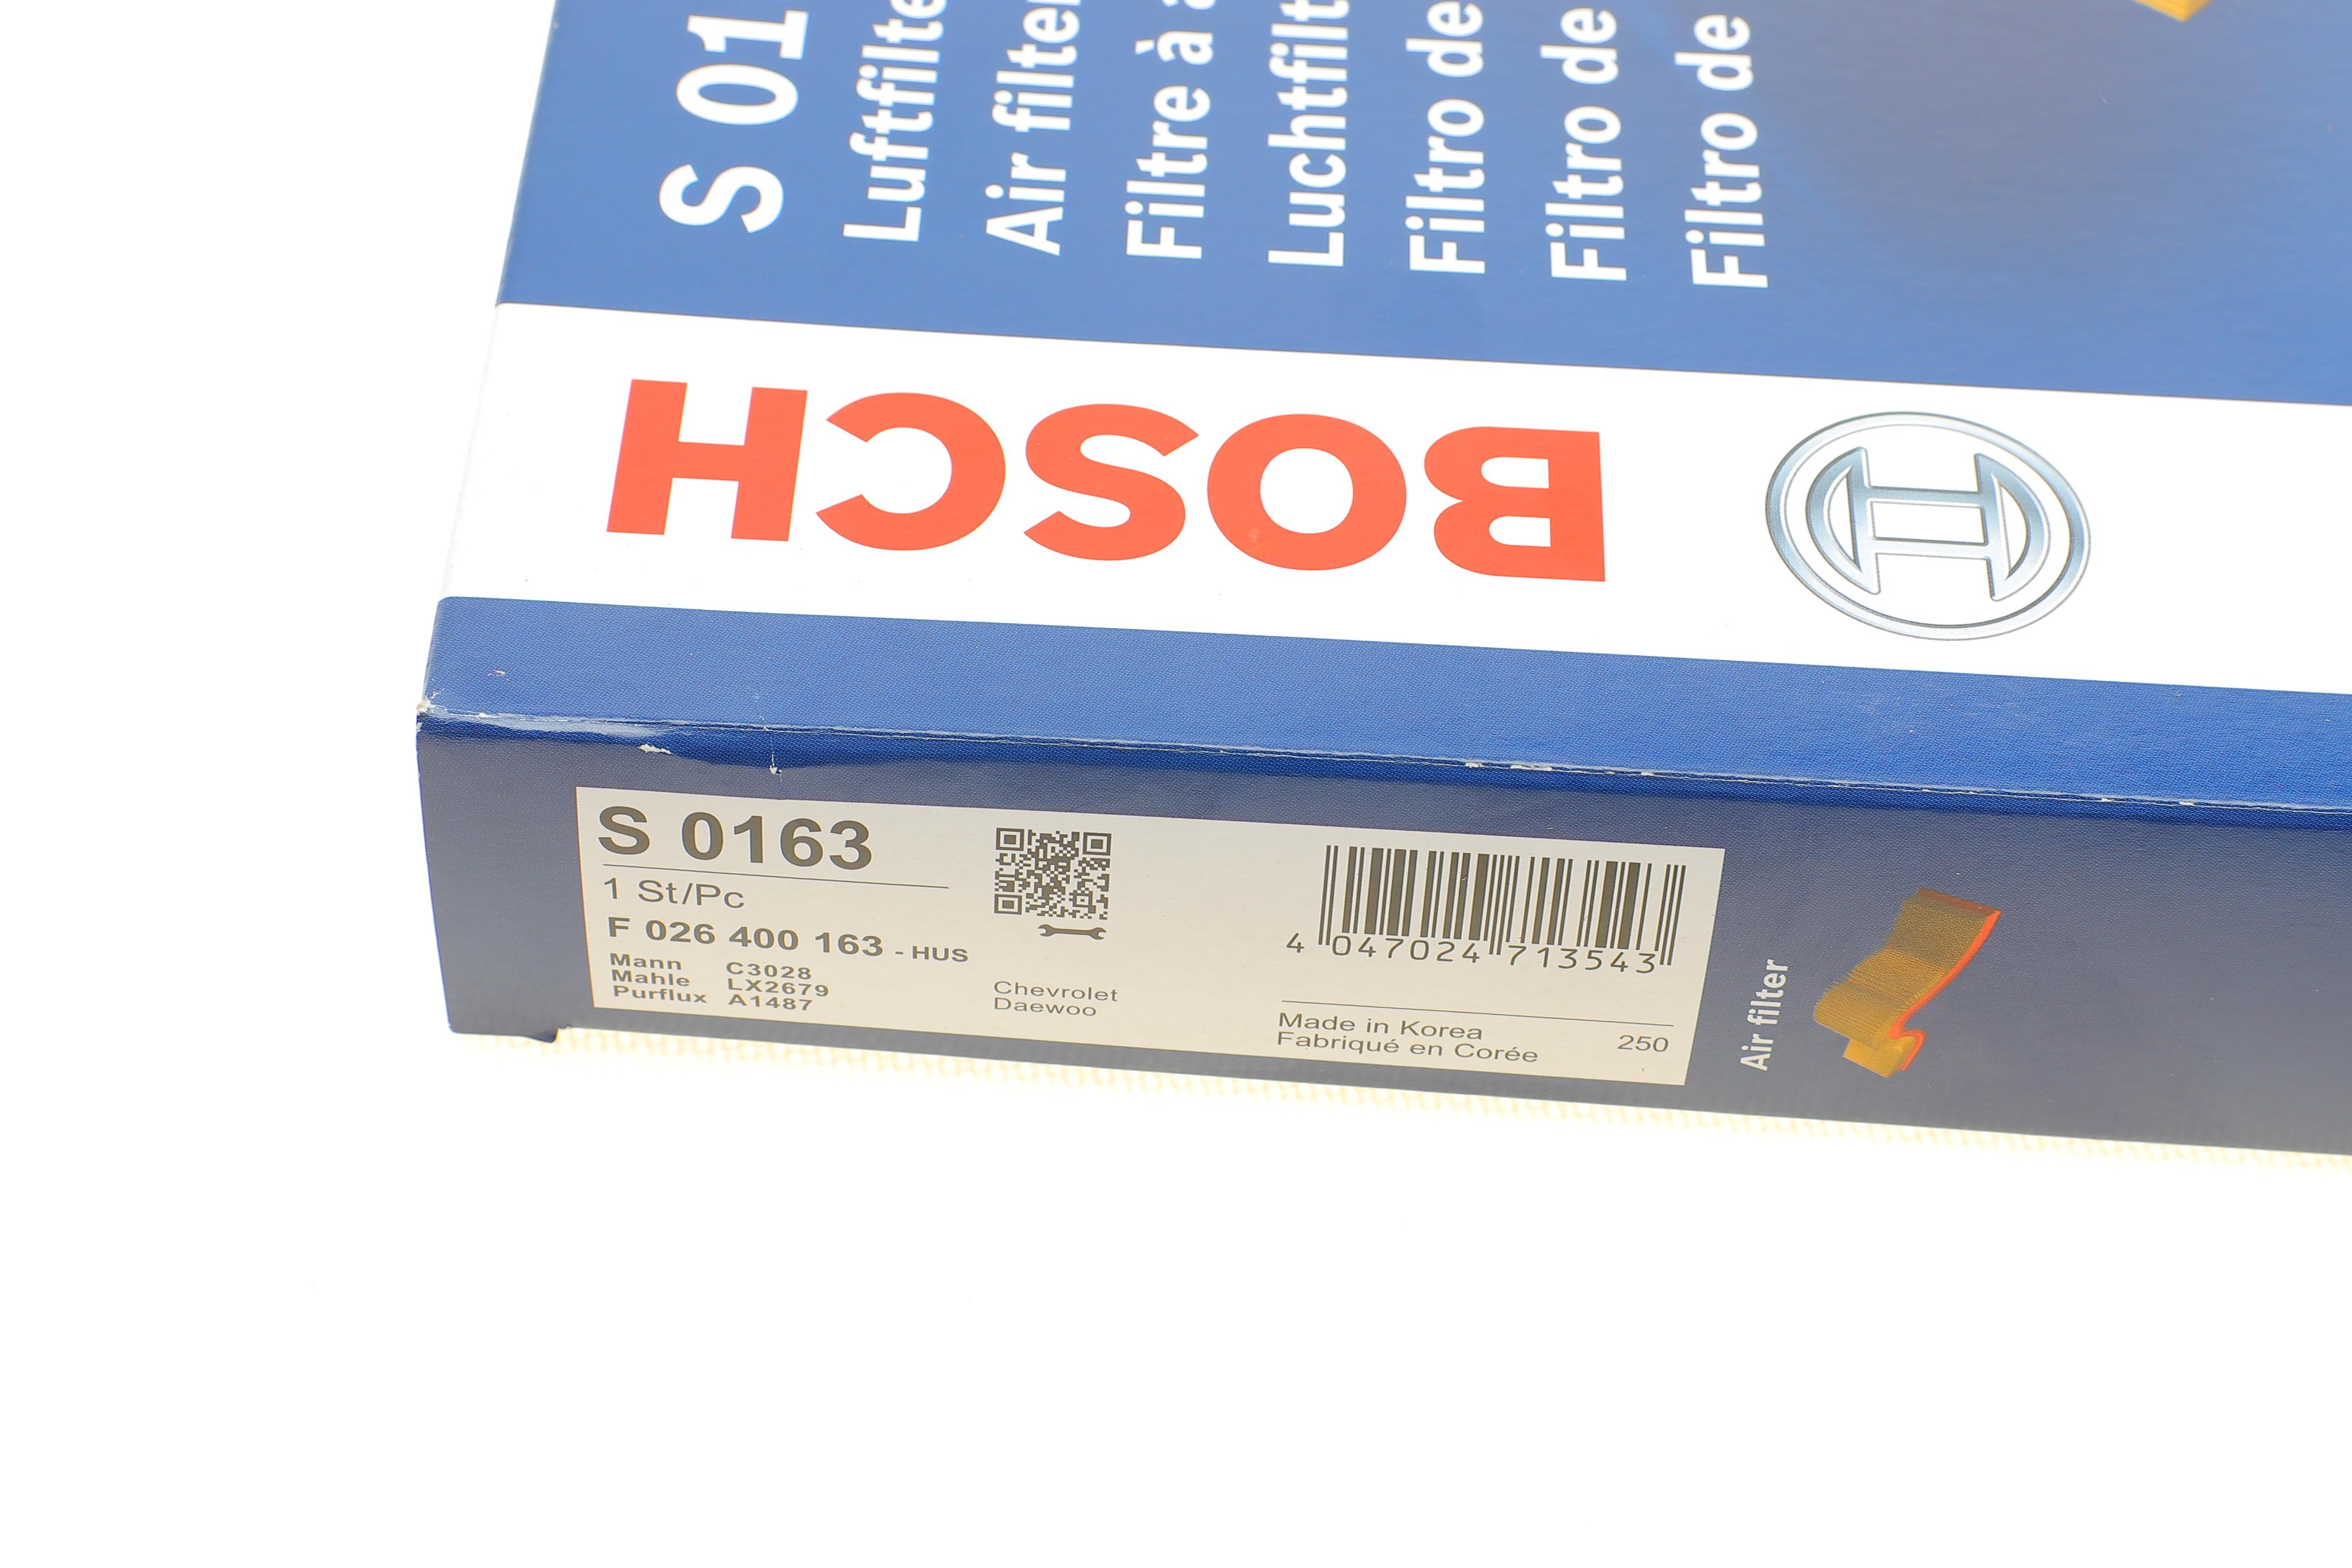 S 01
Luftfilte
Air filter
Filtre à
Luchtfilt
Filtro de
Filtro de
Filtro de
BOSCH
S 0163
1 St/Pc
F 026 400 163 - HUS
Mann C3028
Mahle LX2679
Purflux A1487
Chevrolet
Daewoo
4 047024 713543
Made in Korea
Fabriqué en Corée
250
Air filter